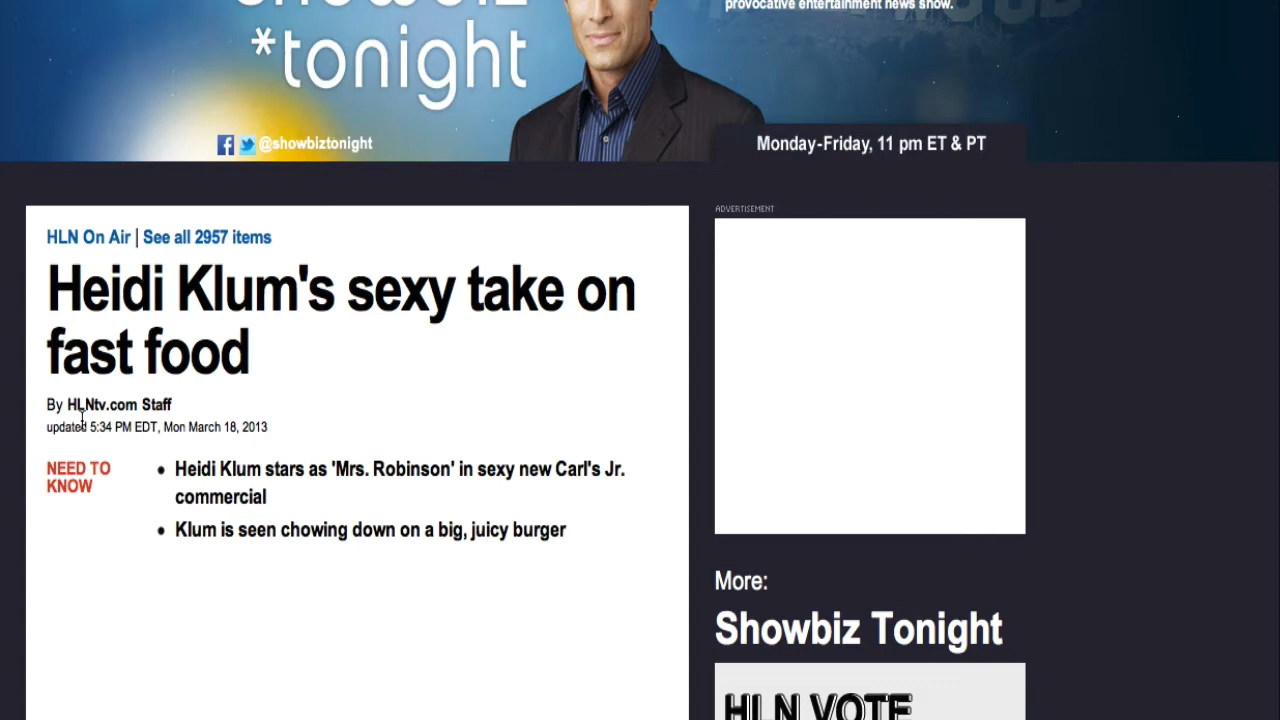 *tonight
provocative entertainment news show.
@showbiztonight
Monday-Friday, 11 pm ET & PT
HLN On Air | See all 2957 items
Heidi Klum's sexy take on
fast food
By HLNtv.com Staff
updated 5:34 PM EDT, Mon March 18, 2013
NEED TO
KNOW
• Heidi Klum stars as 'Mrs. Robinson' in sexy new Carl's Jr.
commercial
• Klum is seen chowing down on a big, juicy burger
ADVERTISEMENT
More:
Showbiz Tonight
HLN VOTE